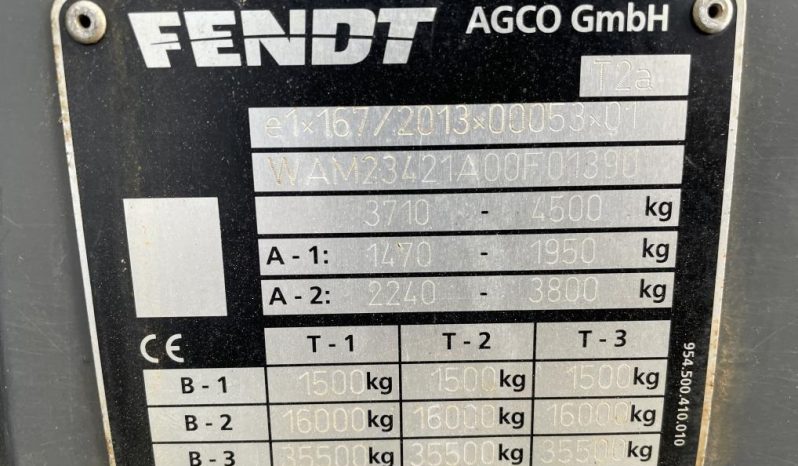 FENDT AGCO GmbH
T2a
e1*167/2013*00053*01
WAM23421A00F01390
3710 - 4500 kg
A - 1: 1470 - 1950 kg
A - 2: 2240 - 3800 kg
CE T - 1 T - 2 T - 3
B - 1 1500 kg 1500 kg 1500 kg
B - 2 16000 kg 16000 kg 16000 kg
B - 3 35500 kg 35500 kg 35500 kg
954.500.410.010